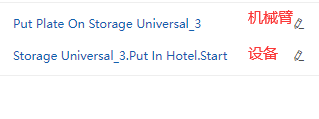 Put Plate On Storage Universal_3 机械臂
Storage Universal_3.Put In Hotel.Start 设备